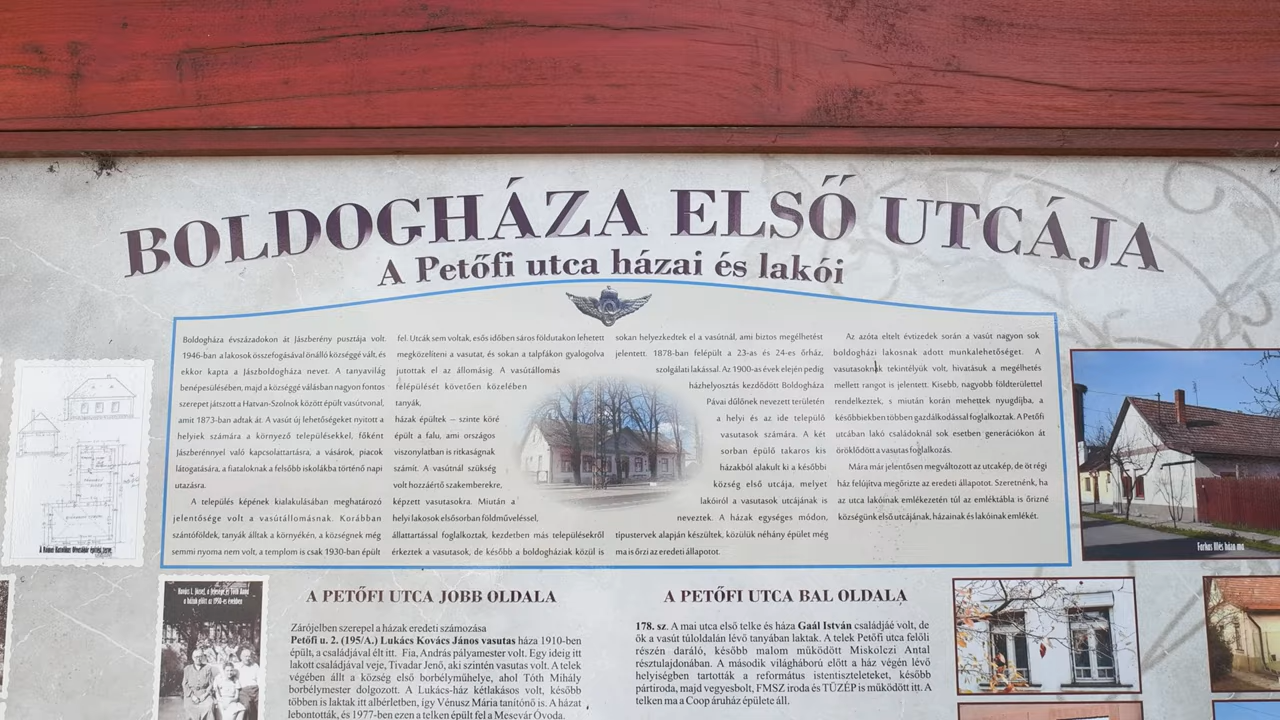 BOLDOGHÁZA ELSŐ UTCÁJA
A Petőfi utca házai és lakói
Boldogháza évszázadokon át Jászberény pusztája volt.
1946-ban a lakosok összefogásával önálló községgé vált, és
ekkor kapta a Jászboldogháza nevet. A tanyavilág
benépesülésében, majd a községgé válásban nagyon fontos
szerepet játszott a Hatvan-Szolnok között épült vasútvonal,
amit 1873-ban adtak át. A vasút új lehetőségeket nyitott a
helyiek számára a környező településekkel, főként
Jászberénnyel való kapcsolattartásra, a vásárok, piacok
látogatására, a fiataloknak a felsőbb iskolákba történő napi
utazásra.
A település képének kialakulásában meghatározó
jelentősége volt a vasútállomásnak. Korábban
szántóföldek, tanyák álltak a környékén, a községnek még
semmi nyoma nem volt, a templom is csak 1930-ban épült
fel. Utcák sem voltak, esős időben sáros földutakon lehetett
megközelíteni a vasutat, és sokan a talpfákon gyalogolva
jutottak el az állomásig. A vasútállomás
felépülését követően közelében
tanyák,
házak épültek – szinte köré
épült a falu, ami országos
viszonylatban is ritkaságnak
számít. A vasútnál szükség
volt hozzáértő szakemberekre,
képzett vasutasokra. Miután a
helyi lakosok elsősorban földműveléssel,
állattartással foglalkoztak, kezdetben más településekről
érkeztek a vasutasok, de később a boldogháziak közül is
sokan helyezkedtek el a vasútnál, ami biztos megélhetést
jelentett. 1878-ban felépült a 23-as és 24-es őrház,
szolgálati lakással. Az 1900-as évek elején pedig
házhelyosztás kezdődött Boldogháza
Pávai dűlőnek nevezett területén
a helyi és az ide települő
vasutasok számára. A két
sorban épülő takaros kis
házakból alakult ki a későbbi
község első utcája, melyet
lakóiról a vasutasok utcájának is
neveztek. A házak egységes módon,
típustervek alapján készültek, közülük néhány épület még
ma is őrzi az eredeti állapotot.
Az azóta eltelt évtizedek során a vasút nagyon sok
boldogházi lakosnak adott munkalehetőséget. A
vasutasoknak tekintélyük volt, hivatásuk a megélhetés
mellett rangot is jelentett. Kisebb, nagyobb földterülettel
rendelkeztek, s miután korán mehettek nyugdíjba, a
későbbiekben többen gazdálkodással foglalkoztak. A Petőfi
utcában lakó családoknál sok esetben generációkon át
öröklődött a vasutas foglalkozás.
Mára már jelentősen megváltozott az utcakép, de öt régi
ház felújítva megőrizte az eredeti állapotot. Szeretnénk, ha
az utca lakóinak emlékezetén túl az emléktábla is őrizné
községünk első utcájának, házainak és lakóinak emlékét.
Farkas Illés háza ma
Kovács I. József, a felesége és Tóth Anna
a házuk előtt az 1950-es években
A PETŐFI UTCA JOBB OLDALA
Zárójelben szerepel a házak eredeti számozása
Petőfi u. 2. (195/A.) Lukács Kovács János vasutas háza 1910-ben
épült, a családjával élt itt. Fia, András pályamester volt. Egy ideig itt
lakott családjával veje, Tivadar Jenő, aki szintén vasutas volt. A telek
végében állt a község első borbélyműhelye, ahol Tóth Mihály
borbélymester dolgozott. A Lukács-ház kétlakásos volt, később
többen is laktak itt albérletben, így Vénusz Mária tanítónő is. A házat
lebontották, és 1977-ben ezen a telken épült fel a Mesevár Óvoda.
A PETŐFI UTCA BAL OLDALA
178. sz. A mai utca első telke és háza Gaál István családjáé volt, de
ők a vasút túloldalán lévő tanyában laktak. A telek Petőfi utca felőli
részén daráló, később malom működött Miskolczi Antal
résztulajdonában. A második világháború előtt a ház végén lévő
helyiségben tartották a református istentiszteleteket, később
pártiroda, majd vegyesbolt, FMSZ iroda és TÜZÉP is működött itt. A
telken ma a Coop áruház épülete áll.